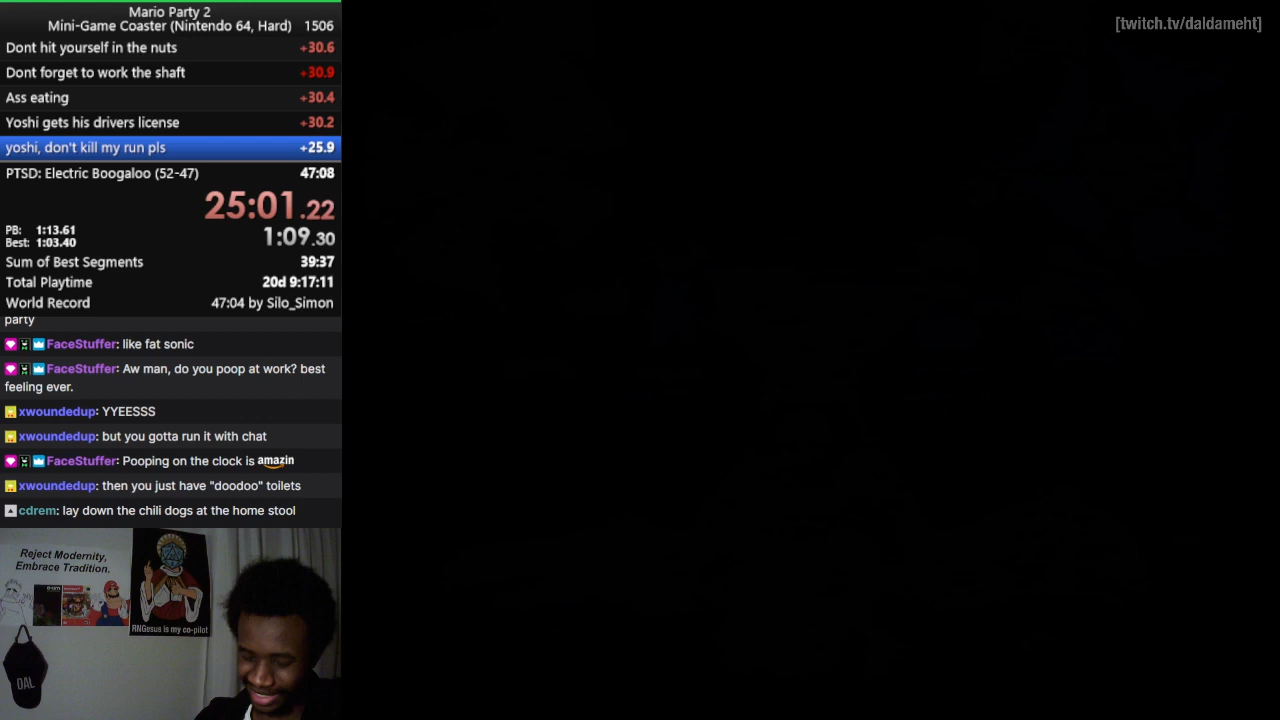 Mario Party 2
Mini-Game Coaster (Nintendo 64, Hard) 1506
Dont hit yourself in the nuts +30.6
Dont forget to work the shaft +30.9
Ass eating +30.4
Yoshi gets his drivers license +30.2
yoshi, don't kill my run pls +25.9
PTSD: Electric Boogaloo (52-47) 47:08
25:01.22
PB: 1:13.61
Best: 1:03.40
1:09.30
Sum of Best Segments 39:37
Total Playtime 20d 9:17:11
World Record 47:04 by Silo_Simon
party
FaceStuffer: like fat sonic
FaceStuffer: Aw man, do you poop at work? best
feeling ever.
xwoundedup: YYEESSS
xwoundedup: but you gotta run it with chat
FaceStuffer: Pooping on the clock is amazin
xwoundedup: then you just have "doodoo" toilets
cdrem: lay down the chili dogs at the home stool
Reject Modernity,
Embrace Tradition.
RNGesus is my co-pilot
DAL
[twitch.tv/daldameht]